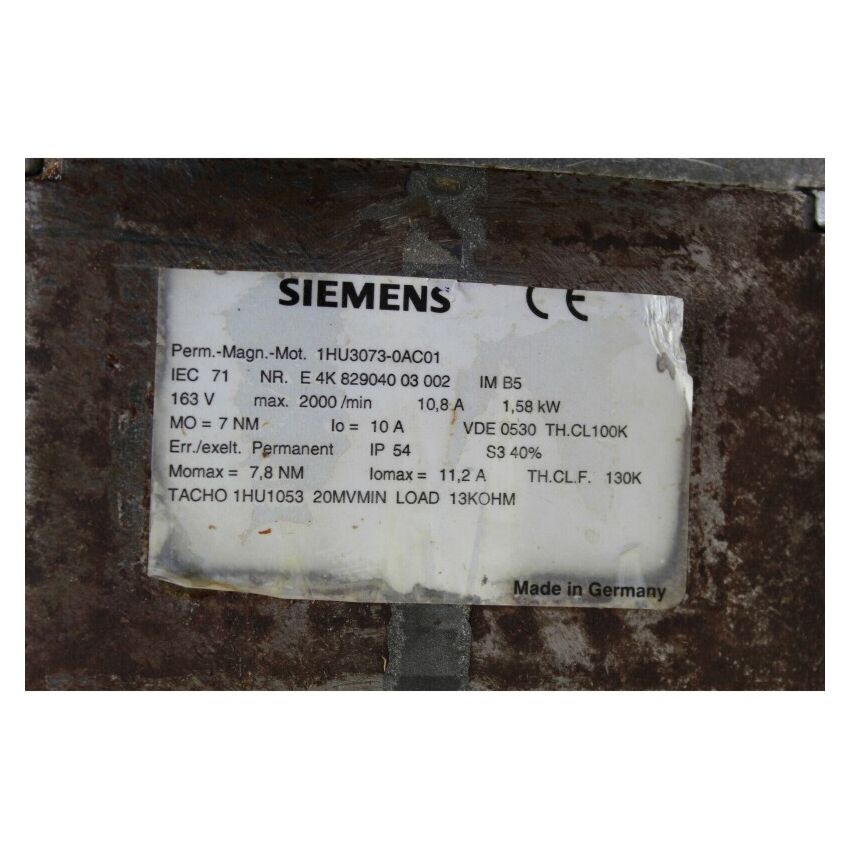 SIEMENS CE
Perm.-Magn.-Mot. 1HU3073-0AC01
IEC 71 NR. E 4K 829040 03 002 IM B5
163 V max. 2000 /min 10,8 A 1,58 kW
MO = 7 NM Io = 10 A VDE 0530 TH.CL100K
Err./exelt. Permanent IP 54 S3 40%
Momax = 7,8 NM Iomax = 11,2 A TH.CL.F. 130K
TACHO 1HU1053 20MVMIN LOAD 13KOHM
Made in Germany